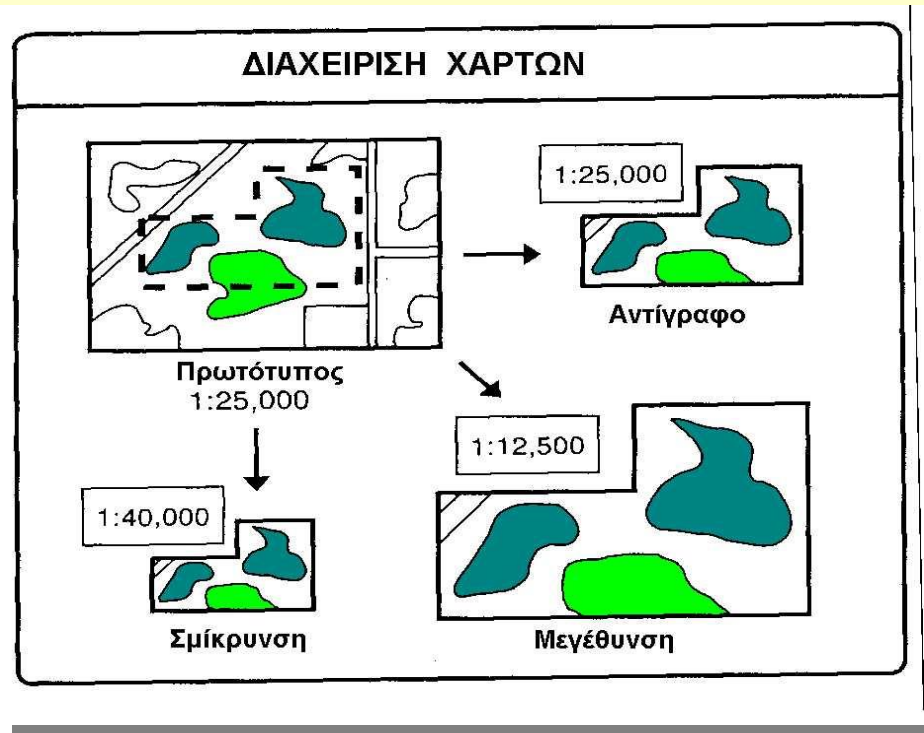 ΔΙΑΧΕΙΡΙΣΗ ΧΑΡΤΩΝ
1:25,000
Αντίγραφο
Πρωτότυπος
1:25,000
1:12,500
1:40,000
Σμίκρυνση
Μεγέθυνση